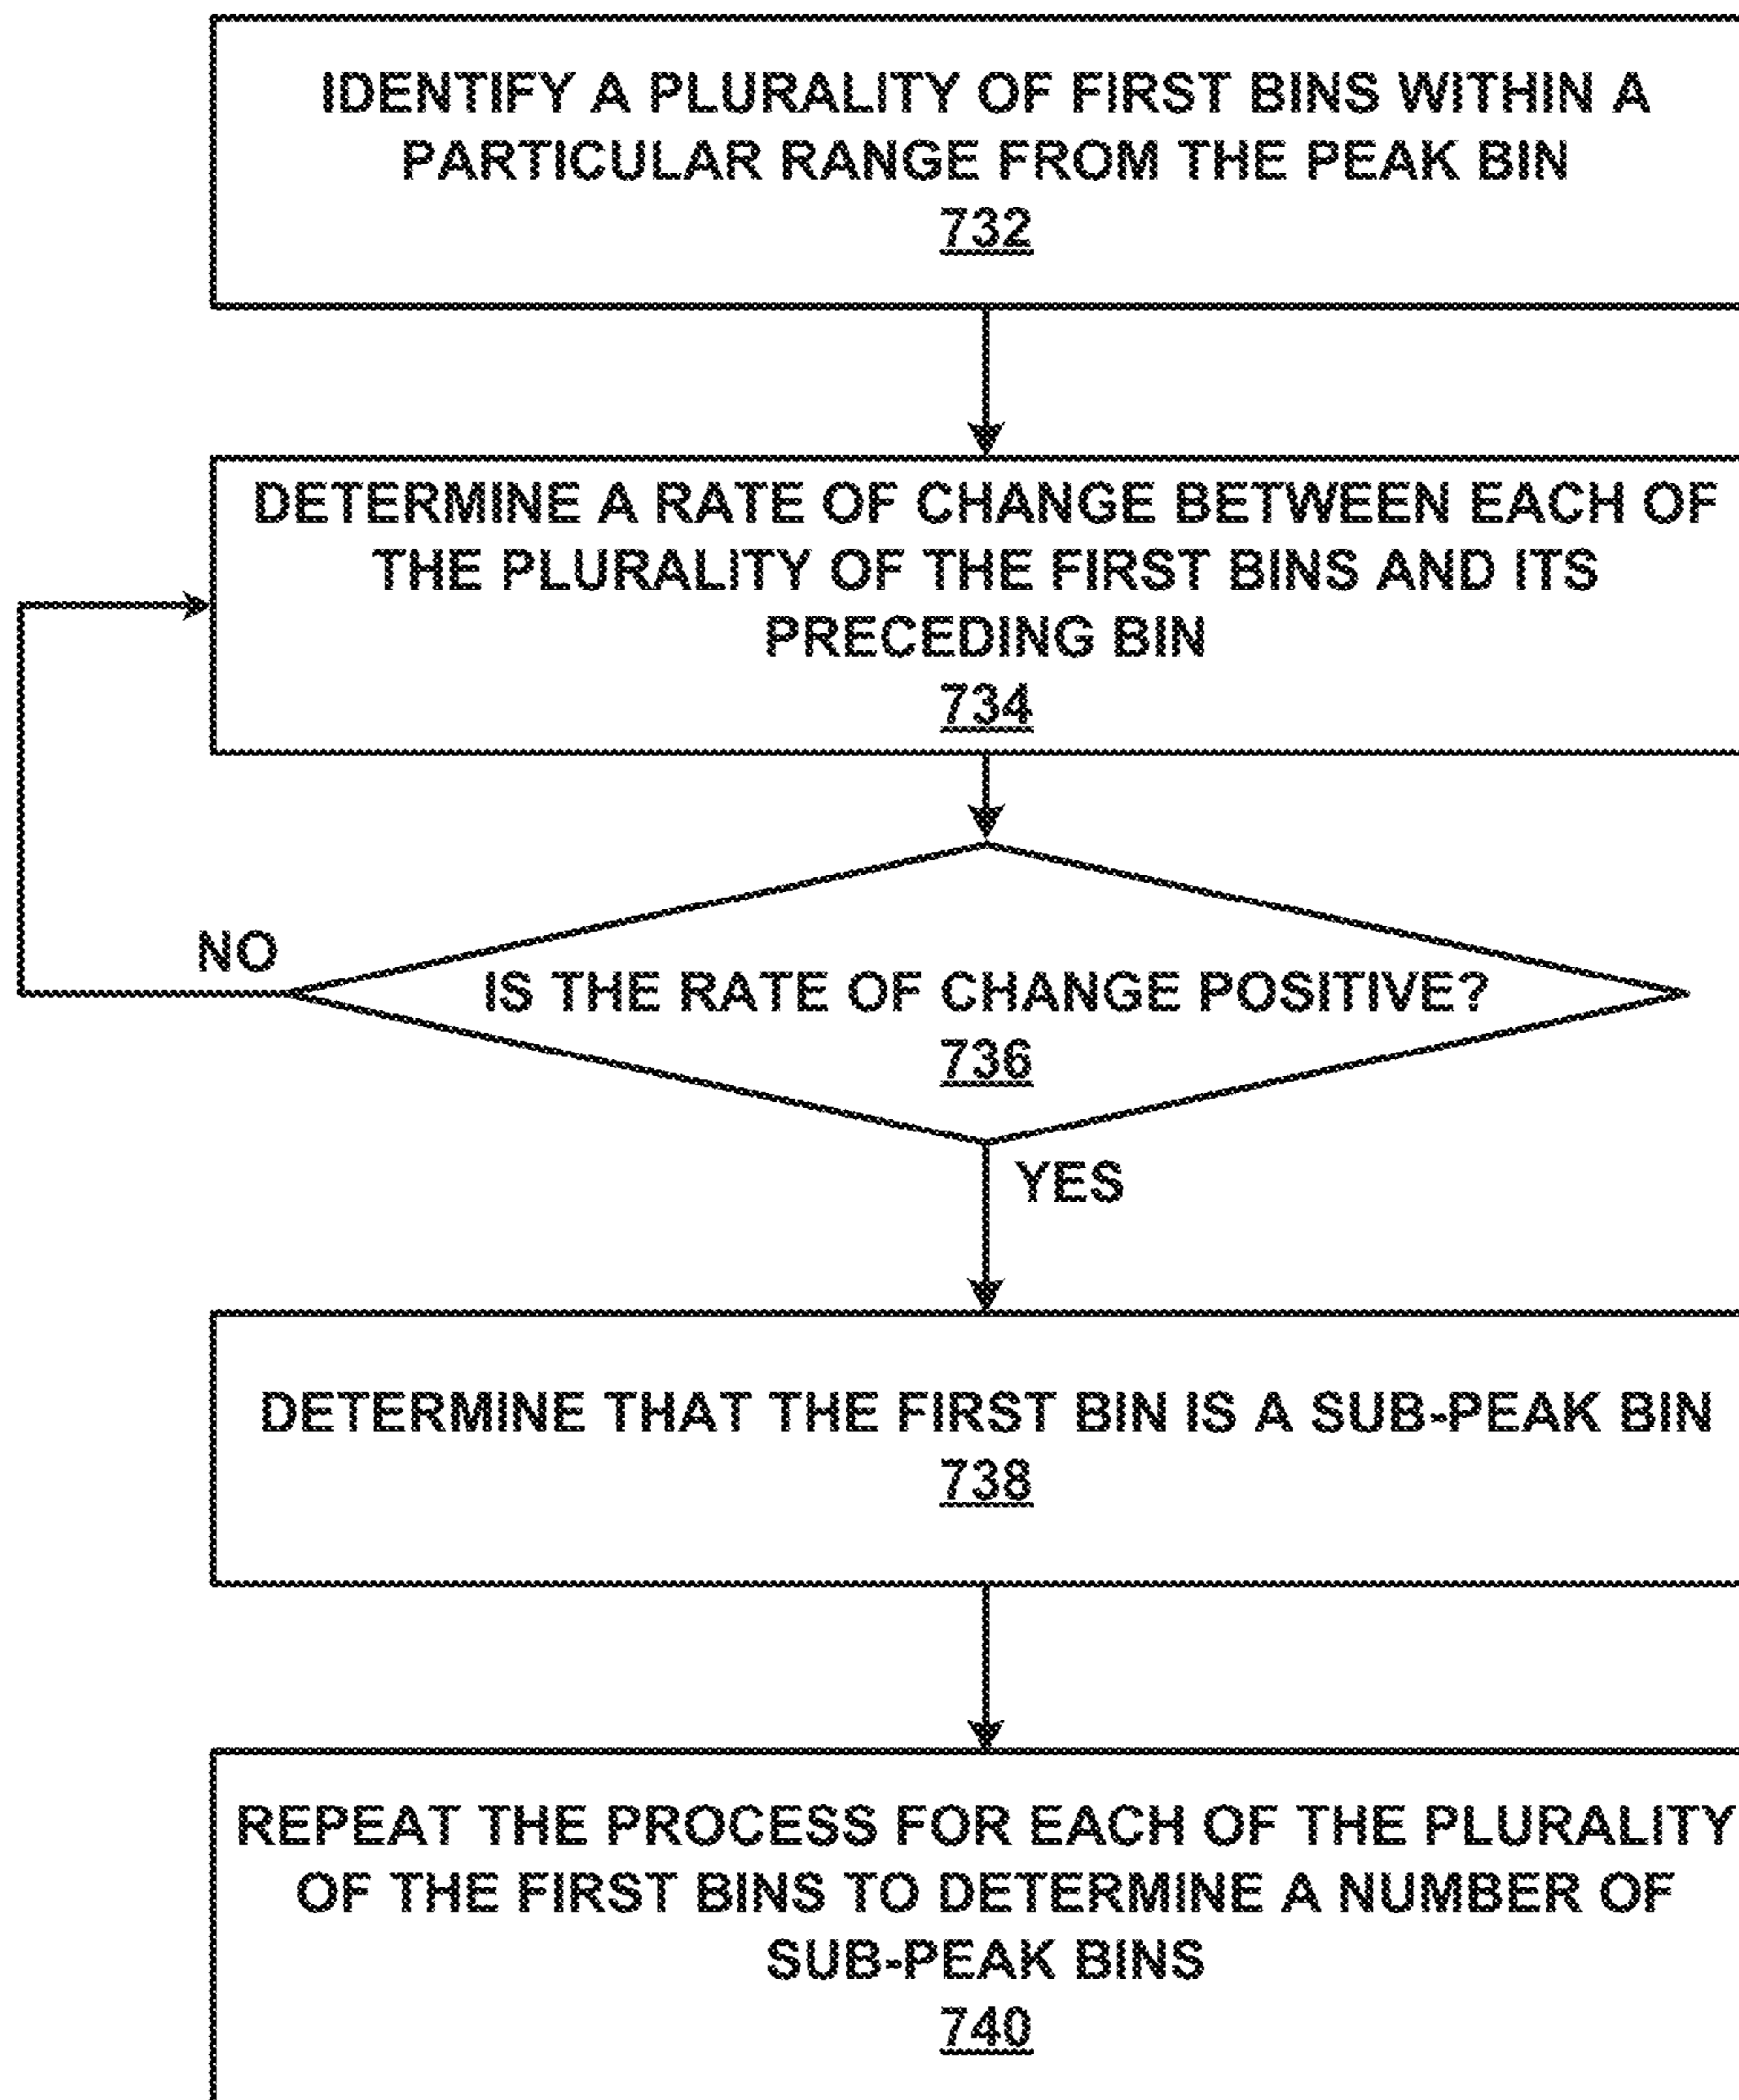 IDENTIFY A PLURALITY OF FIRST BINS WITHIN A
PARTICULAR RANGE FROM THE PEAK BIN
732
DETERMINE A RATE OF CHANGE BETWEEN EACH OF
THE PLURALITY OF THE FIRST BINS AND ITS
PRECEDING BIN
734
NO
IS THE RATE OF CHANGE POSITIVE?
736
YES
DETERMINE THAT THE FIRST BIN IS A SUB-PEAK BIN
738
REPEAT THE PROCESS FOR EACH OF THE PLURALITY
OF THE FIRST BINS TO DETERMINE A NUMBER OF
SUB-PEAK BINS
740